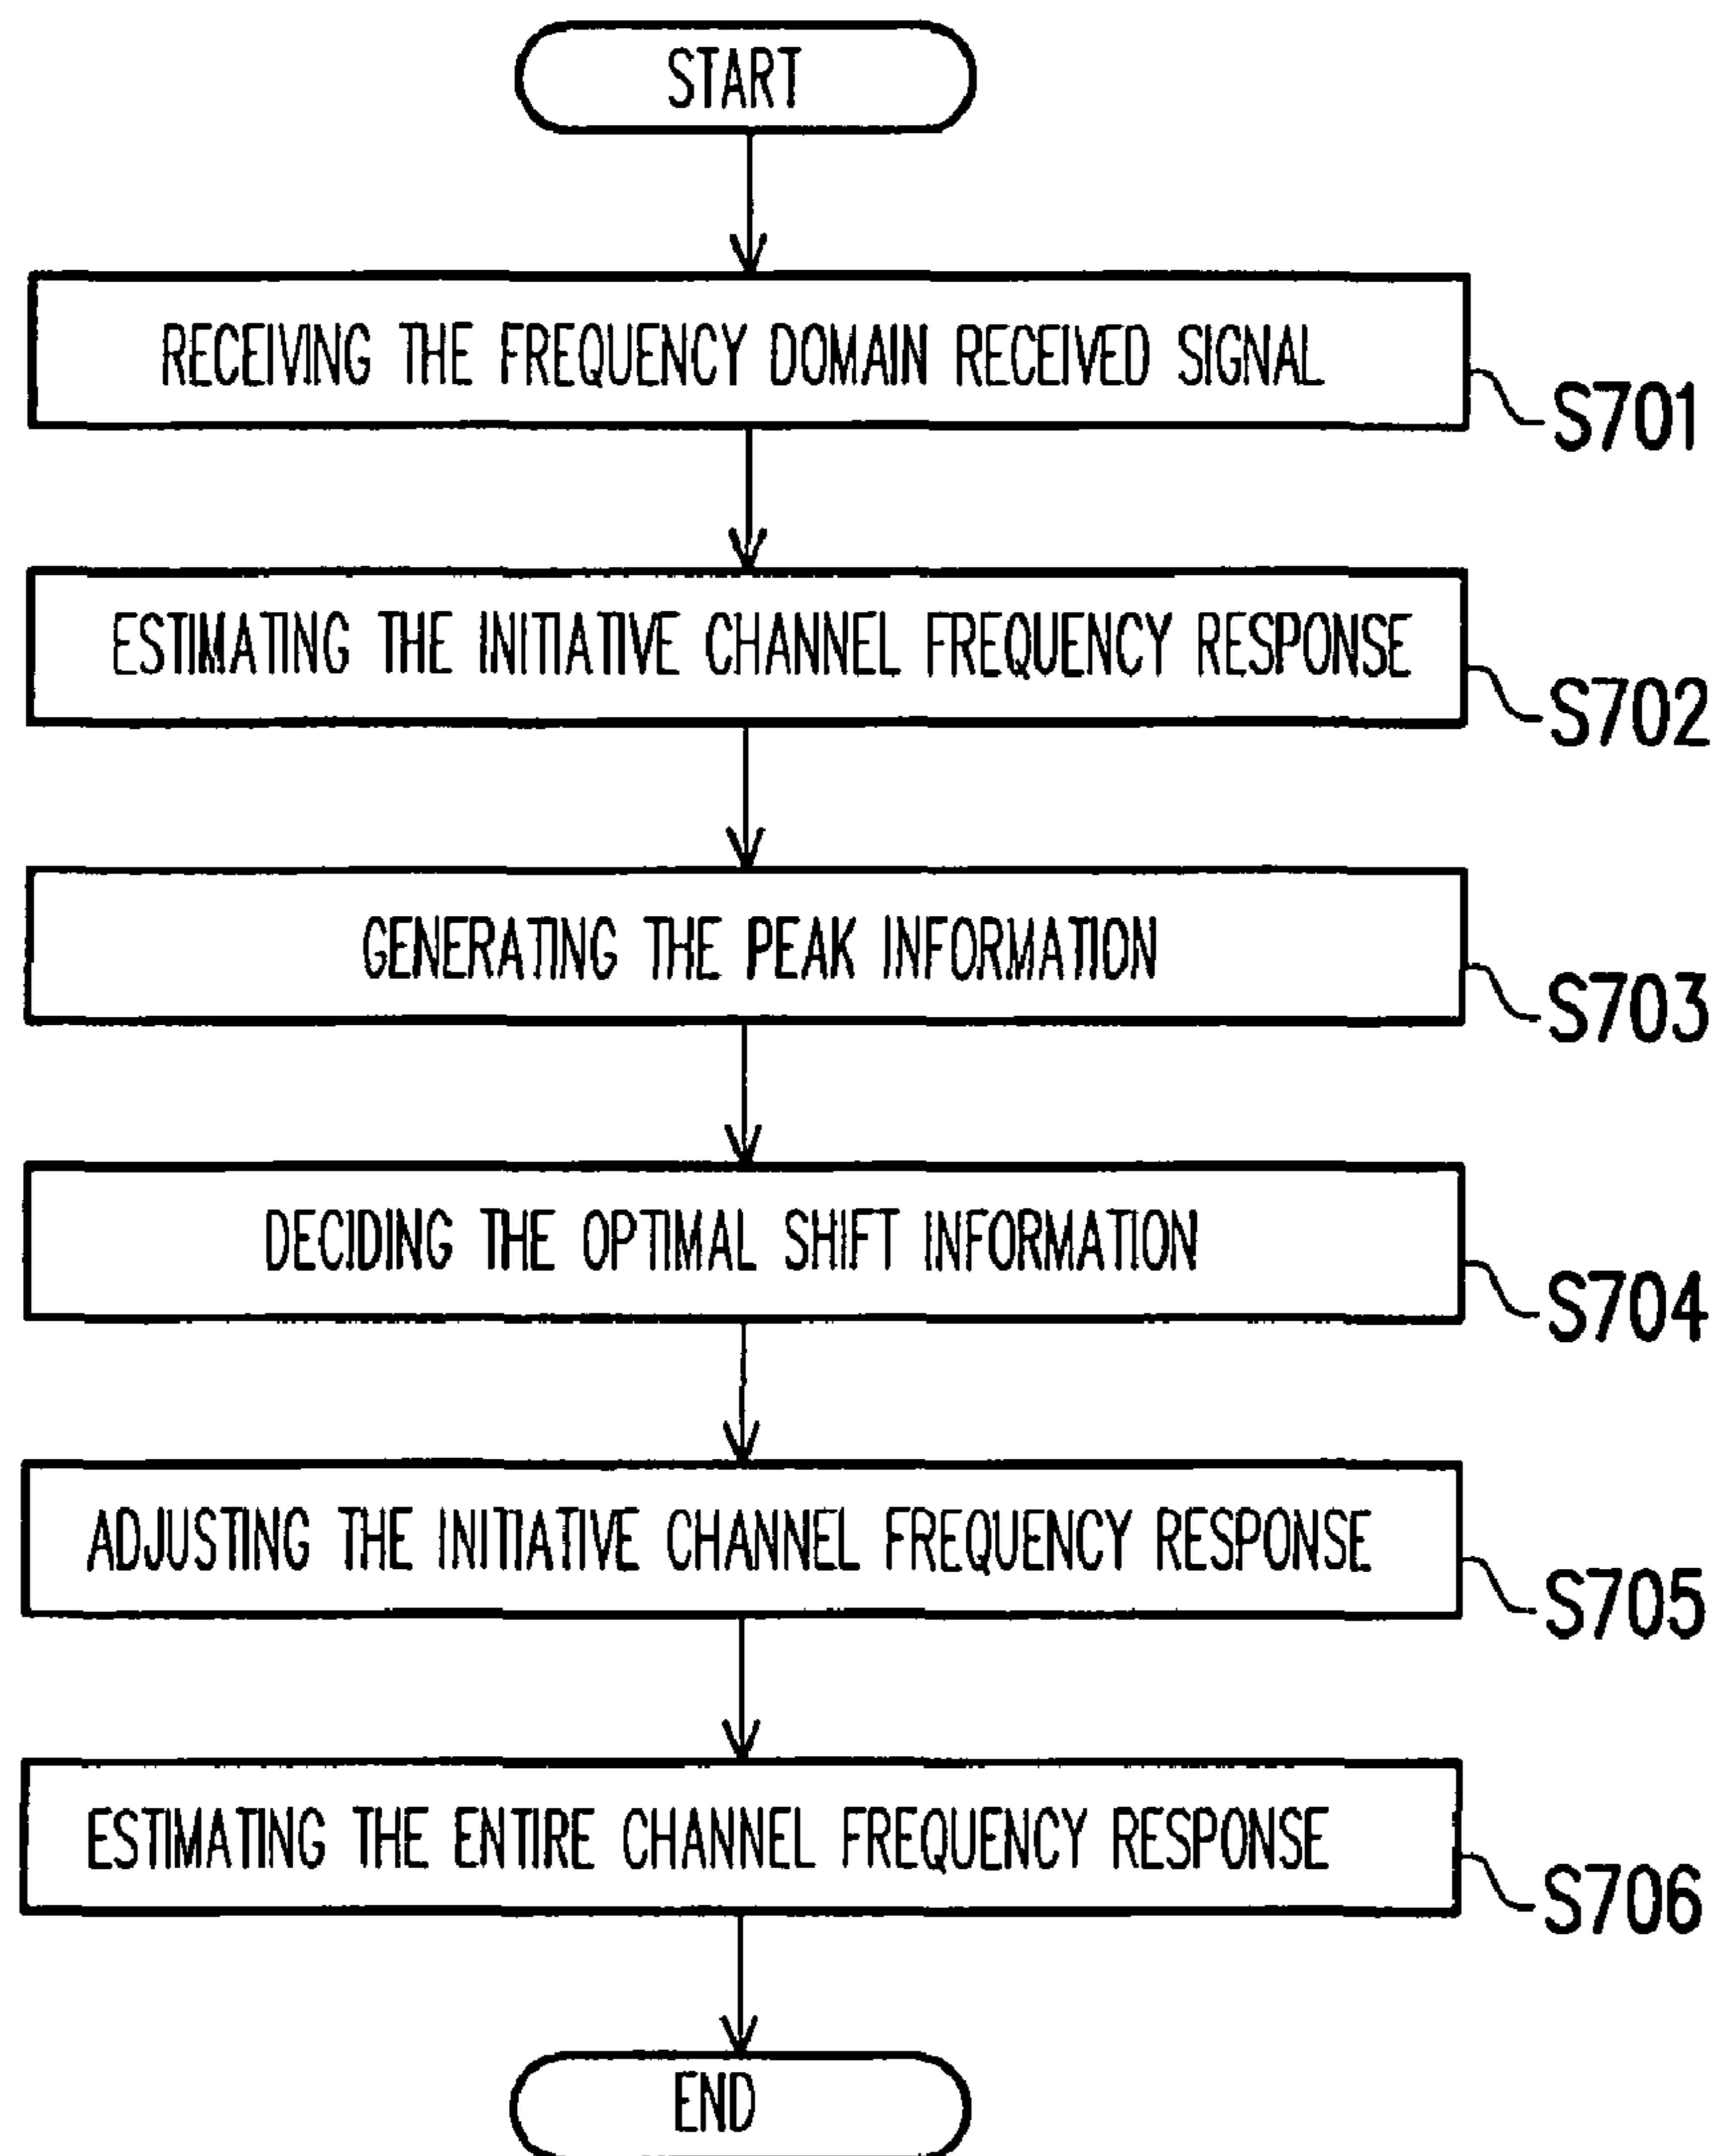 START
RECEIVING THE FREQUENCY DOMAIN RECEIVED SIGNAL
S701
ESTIMATING THE INITIATIVE CHANNEL FREQUENCY RESPONSE
S702
GENERATING THE PEAK INFORMATION
S703
DECIDING THE OPTIMAL SHIFT INFORMATION
S704
ADJUSTING THE INITIATIVE CHANNEL FREQUENCY RESPONSE
S705
ESTIMATING THE ENTIRE CHANNEL FREQUENCY RESPONSE
S706
END